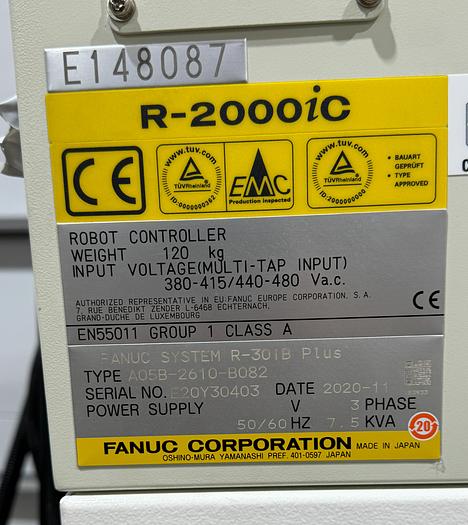 E148087
R-2000iC
CE
www.tuv.com
TÜVRheinland
ID:0000000362
EMC
Production inspected
www.tuv.com
TÜVRheinland
ID:2000000000
• BAUART
GEPRÜFT
• TYPE
APPROVED
ROBOT CONTROLLER
WEIGHT 120 kg
INPUT VOLTAGE(MULTI-TAP INPUT)
380-415/440-480 Va.c.
AUTHORIZED REPRESENTATIVE IN EU:FANUC EUROPE CORPORATION, S. A.
7, RUE BENEDIKT ZENDER L-6468 ECHTERNACH,
GRAND-DUCHE DE LUXEMBOURG
CE
EN55011 GROUP 1 CLASS A
FANUC SYSTEM R-30iB Plus
TYPE A05B-2610-B082
SERIAL NO. E20Y30403 DATE 2020-11
POWER SUPPLY V 3 PHASE
50/60 HZ 7.5 KVA
20
FANUC CORPORATION MADE IN JAPAN
OSHINO-MURA YAMANASHI PREF. 401-0597 JAPAN